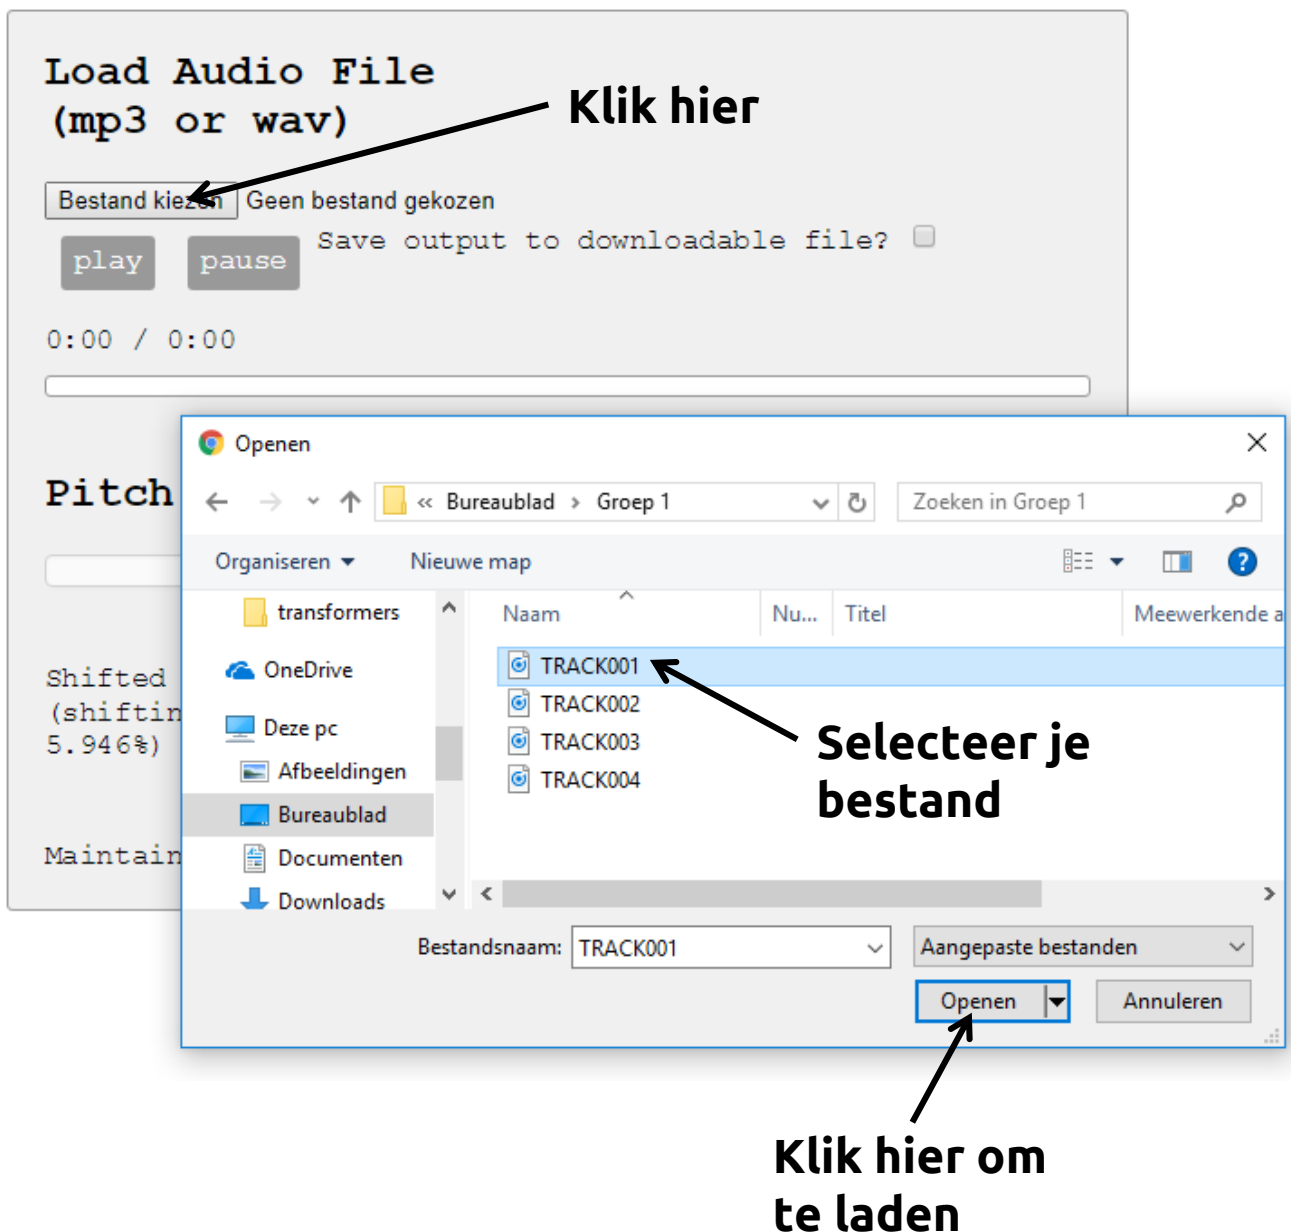 Load Audio File
(mp3 or wav)
Klik hier
Bestand kiezen Geen bestand gekozen
play pause Save output to downloadable file?
0:00 / 0:00
Pitch
Shifted
(shiftin
5.946%)
Maintain
Openen
« Bureaublad > Groep 1
Zoeken in Groep 1
Organiseren Nieuwe map
transformers
OneDrive
Deze pc
Afbeeldingen
Bureaublad
Documenten
Downloads
Naam Nu... Titel Meewerkende a
TRACK001
TRACK002
TRACK003
TRACK004
Selecteer je
bestand
Bestandsnaam: TRACK001 Aangepaste bestanden
Openen Annuleren
Klik hier om
te laden